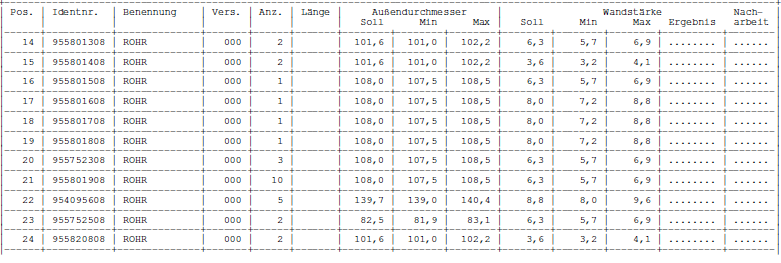 Pos. | Identnr. | Benennung | Vers. | Anz. | Länge | Außendurchmesser | Wandstärke | Nach-
Soll Min Max | Soll Min Max Ergebnis | arbeit
14 | 955801308 | ROHR | 000 | 2 | | 101,6 | 101,0 | 102,2 | 6,3 | 5,7 | 6,9 | ........ | ......
15 | 955801408 | ROHR | 000 | 2 | | 101,6 | 101,0 | 102,2 | 3,6 | 3,2 | 4,1 | ........ | ......
16 | 955801508 | ROHR | 000 | 1 | | 108,0 | 107,5 | 108,5 | 6,3 | 5,7 | 6,9 | ........ | ......
17 | 955801608 | ROHR | 000 | 1 | | 108,0 | 107,5 | 108,5 | 8,0 | 7,2 | 8,8 | ........ | ......
18 | 955801708 | ROHR | 000 | 1 | | 108,0 | 107,5 | 108,5 | 8,0 | 7,2 | 8,8 | ........ | ......
19 | 955801808 | ROHR | 000 | 1 | | 108,0 | 107,5 | 108,5 | 8,0 | 7,2 | 8,8 | ........ | ......
20 | 955752308 | ROHR | 000 | 3 | | 108,0 | 107,5 | 108,5 | 6,3 | 5,7 | 6,9 | ........ | ......
21 | 955801908 | ROHR | 000 | 10 | | 108,0 | 107,5 | 108,5 | 6,3 | 5,7 | 6,9 | ........ | ......
22 | 954095608 | ROHR | 000 | 5 | | 139,7 | 139,0 | 140,4 | 8,8 | 8,0 | 9,6 | ........ | ......
23 | 955752508 | ROHR | 000 | 2 | | 82,5 | 81,9 | 83,1 | 6,3 | 5,7 | 6,9 | ........ | ......
24 | 955820808 | ROHR | 000 | 2 | | 101,6 | 101,0 | 102,2 | 3,6 | 3,2 | 4,1 | ........ | ......